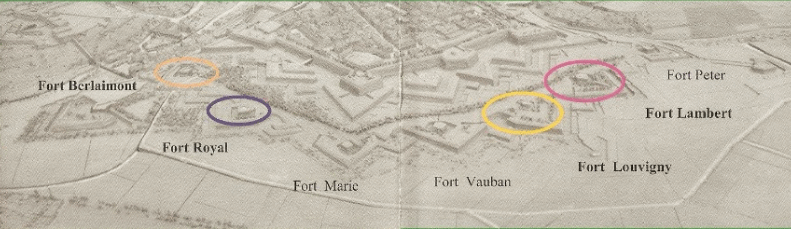 Fort Peter
Fort Berlaimont
Fort Lambert
Fort Royal
Fort Louvigny
Fort Marie
Fort Vauban